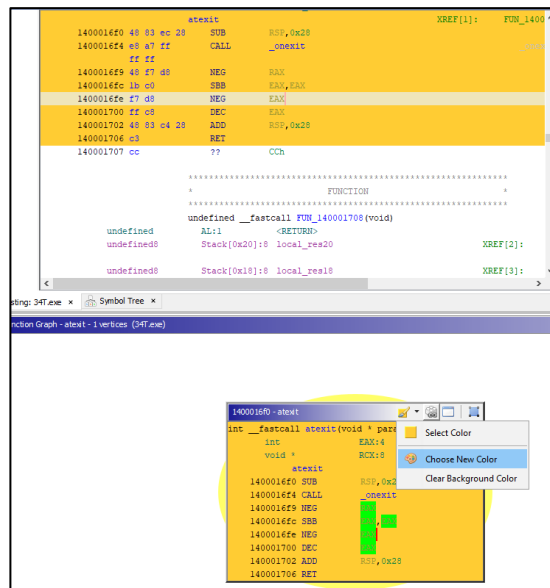 atexit XREF[1]: FUN_1400
1400016f0 48 83 ec 28 SUB RSP,0x28
1400016f4 e8 a7 ff CALL _onexit
ff ff
1400016f9 48 f7 d8 NEG RAX
1400016fc 1b c0 SBB EAX,EAX
1400016fe f7 d8 NEG EAX
140001700 ff c8 DEC EAX
140001702 48 83 c4 28 ADD RSP,0x28
140001706 c3 RET
140001707 cc ?? CCh
*************************************************************
* FUNCTION *
*************************************************************
undefined __fastcall FUN_140001708(void)
undefined AL:1 <RETURN>
undefined8 Stack[0x20]:8 local_res20 XREF[2]:
undefined8 Stack[0x18]:8 local_res18 XREF[3]:
sting: 34T.exe × Symbol Tree ×
nction Graph - atexit - 1 vertices (34T.exe)
1400016f0 - atexit
int __fastcall atexit(void * para
int EAX:4
void * RCX:8
atexit
1400016f0 SUB RSP,0x2
1400016f4 CALL _onexit
1400016f9 NEG
1400016fc SBB
1400016fe NEG
140001700 DEC
140001702 ADD RSP,0x28
140001706 RET
Select Color
Choose New Color
Clear Background Color